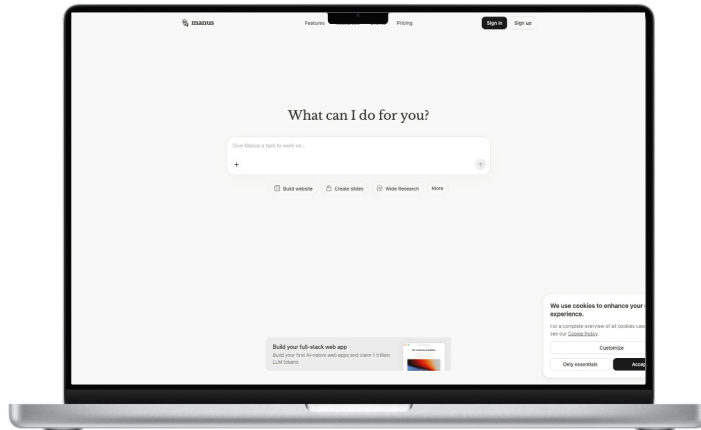 manus
Features
Pricing
Sign in
Sign up
What can I do for you?
Give Manus a task to work on...
+
Build website
Create slides
Wide Research
More
We use cookies to enhance your
experience.
For a complete overview of all cookies use
see our Cookie Policy.
Customize
Only essentials
Accep
Build your full-stack web app
Build your first AI-native web apps and claim 1 trillion
LLM tokens